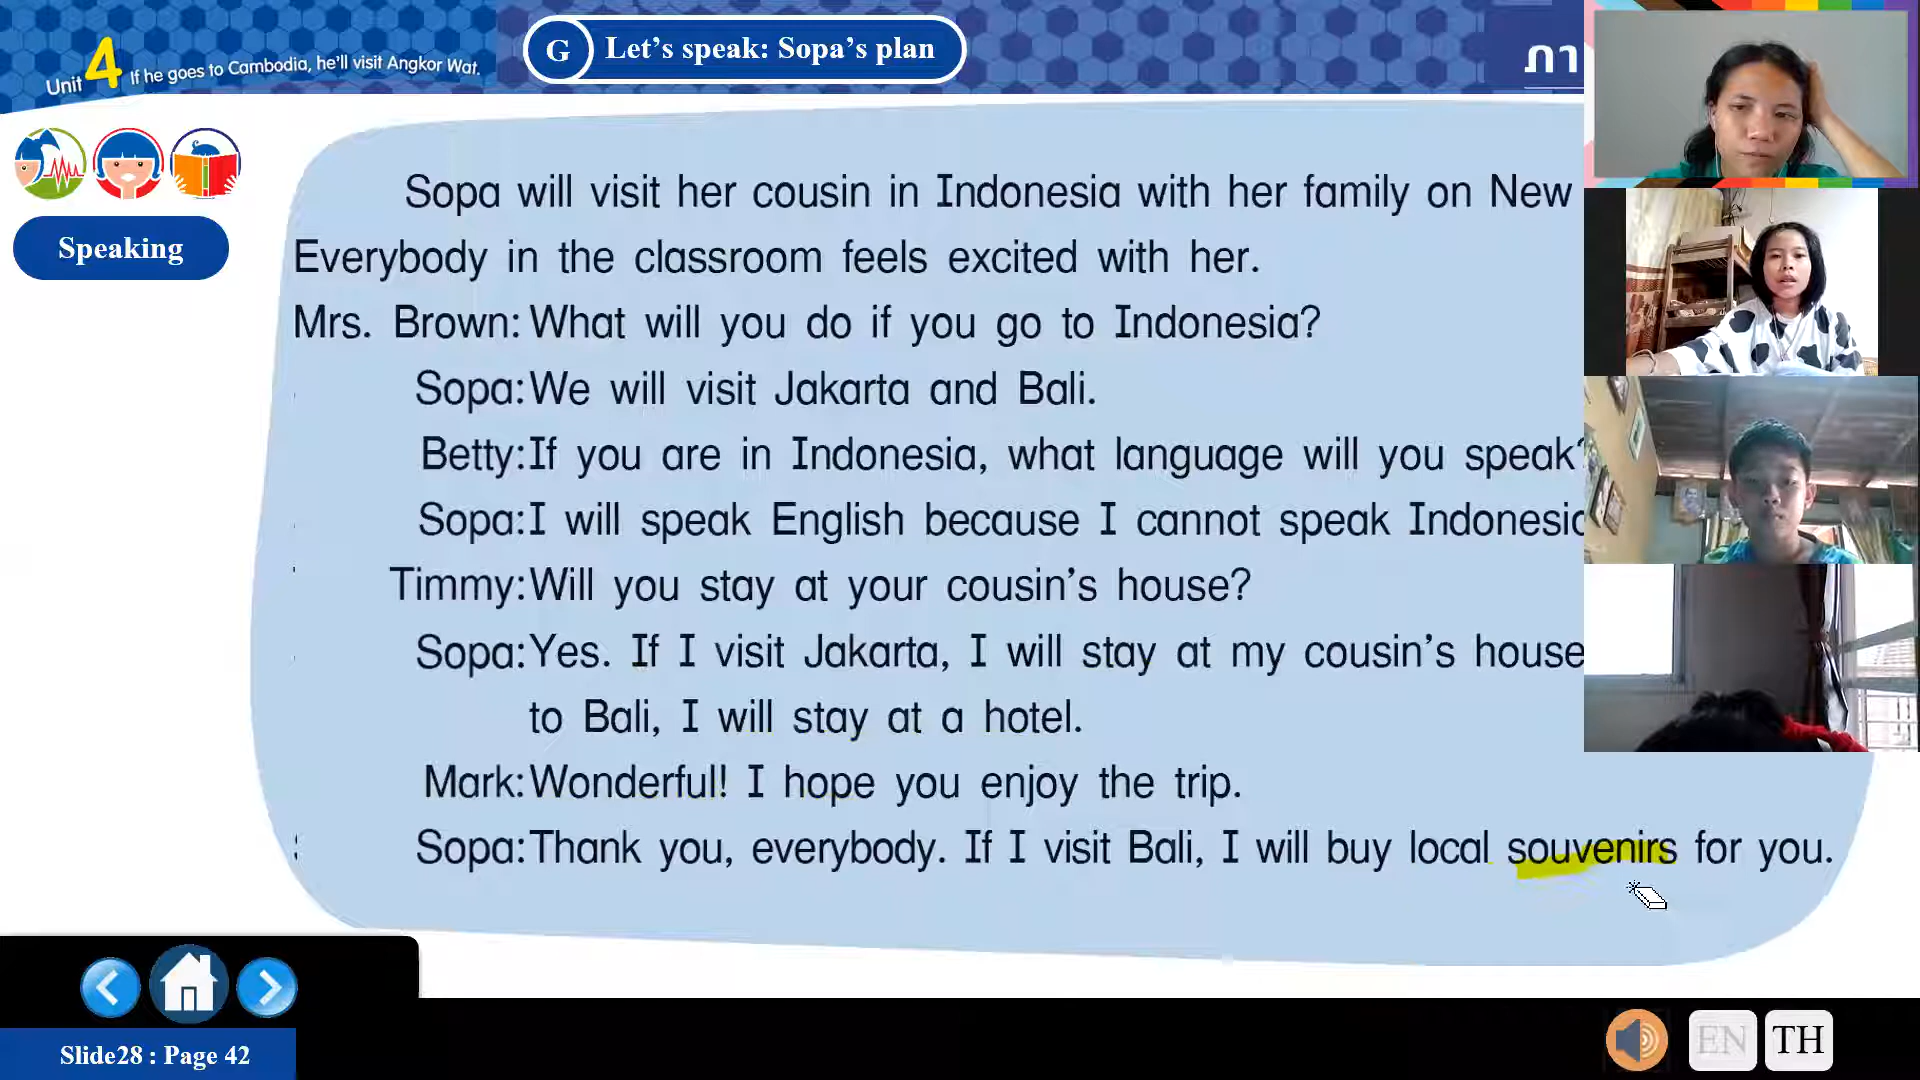 Unit 4 If he goes to Cambodia, he'll visit Angkor Wat.
G Let's speak: Sopa's plan
ภา
Speaking
Sopa will visit her cousin in Indonesia with her family on New
Everybody in the classroom feels excited with her.
Mrs. Brown: What will you do if you go to Indonesia?
Sopa: We will visit Jakarta and Bali.
Betty: If you are in Indonesia, what language will you speak?
Sopa: I will speak English because I cannot speak
Timmy: Will you stay at your cousin's house?
Sopa: Yes. If I visit Jakarta, I will stay at my cousin's house
to Bali, I will stay at a hotel.
Mark: Wonderful! I hope you enjoy the trip.
Sopa: Thank you, everybody. If I visit Bali, I will buy local souvenirs for you.
Slide28 : Page 42
EN TH